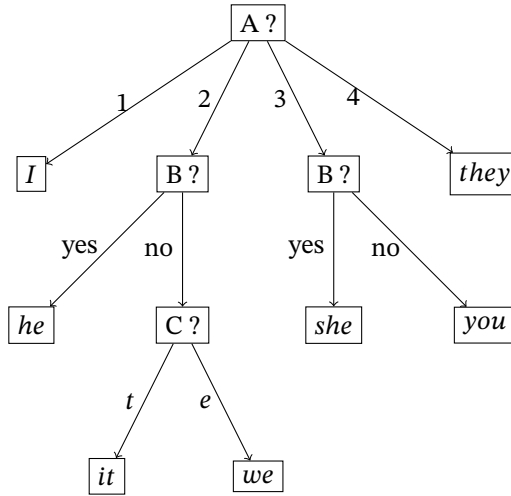 A ?
1 2 3 4
I B ? B ? they
yes no yes no
he C ? she you
t e
it we